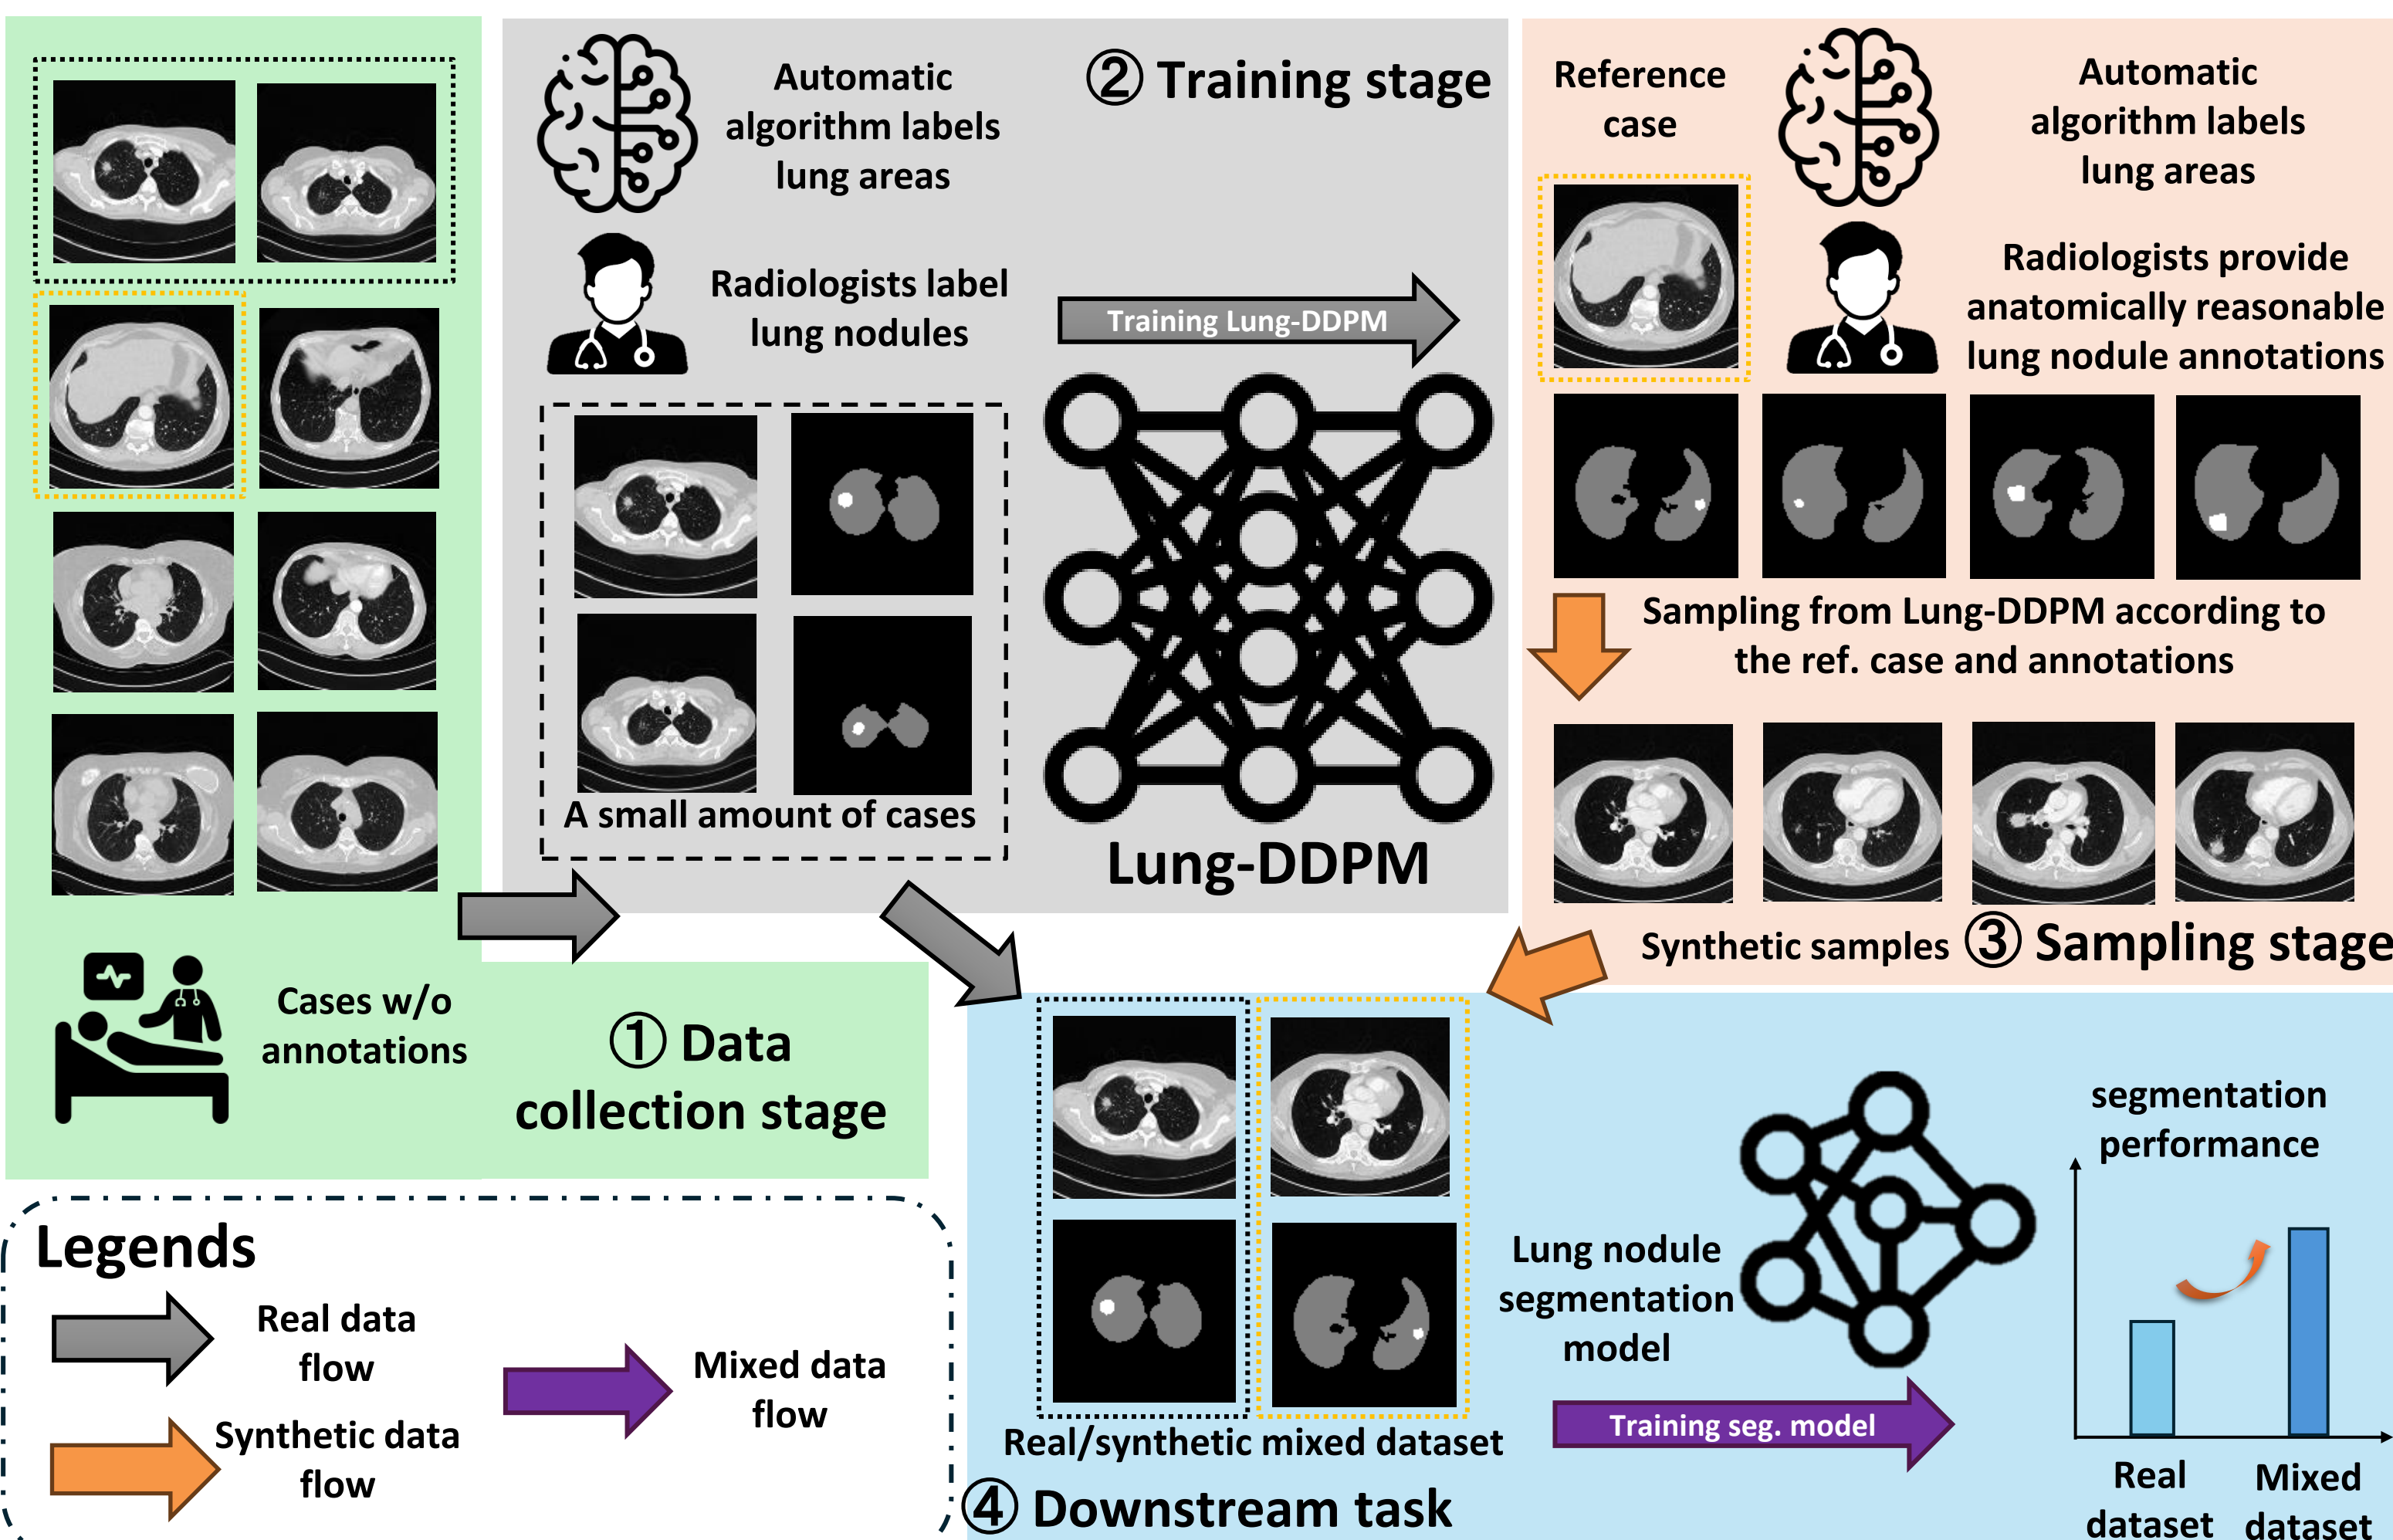 Cases w/o
annotations
① Data
collection stage
Automatic
algorithm labels
lung areas
② Training stage
Radiologists label
lung nodules
Training Lung-DDPM
A small amount of cases
Lung-DDPM
Reference
case
Automatic
algorithm labels
lung areas
Radiologists provide
anatomically reasonable
lung nodule annotations
Sampling from Lung-DDPM according to
the ref. case and annotations
Synthetic samples
③ Sampling stage
Real/synthetic mixed dataset
④ Downstream task
Lung nodule
segmentation
model
Training seg. model
segmentation
performance
Real
dataset
Mixed
dataset
Legends
Real data
flow
Synthetic data
flow
Mixed data
flow